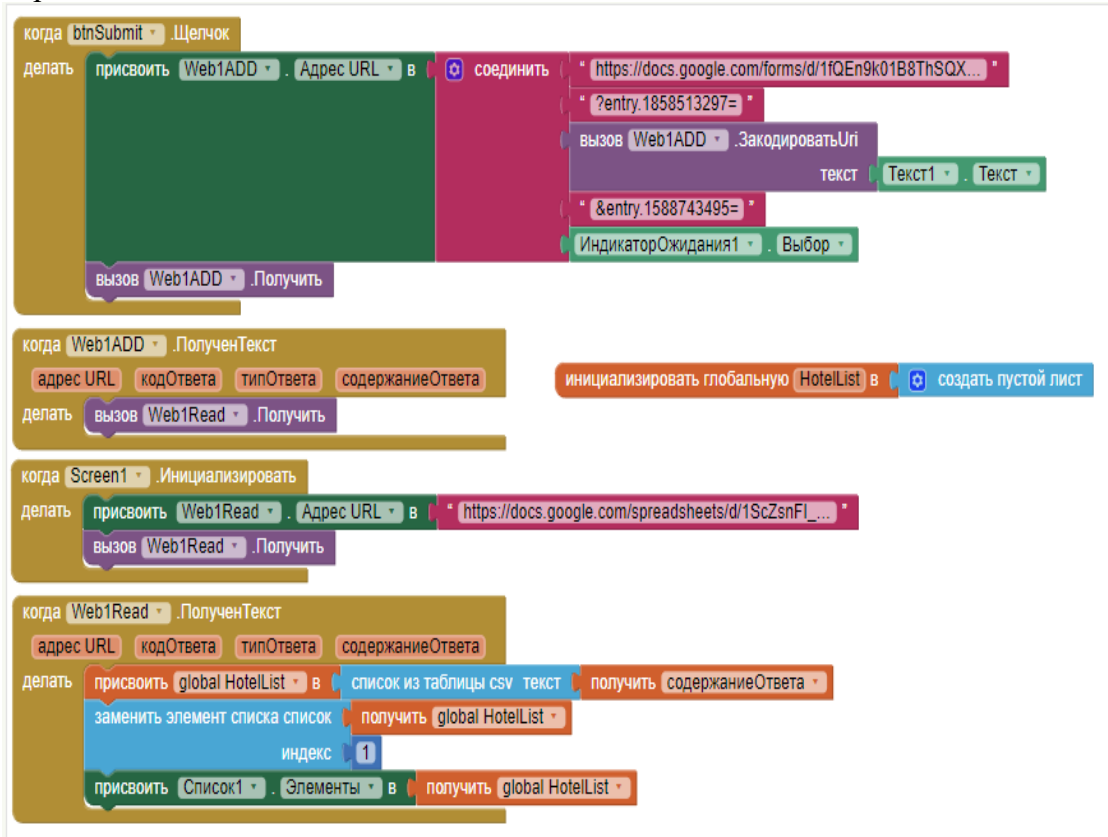 когда btnSubmit .Щелчок
делать присвоить Web1ADD . Адрес URL в соединить " https://docs.google.com/forms/d/1fQEn9k01B8ThSQX... "
" ?entry.1858513297= "
вызов Web1ADD .ЗакодироватьUri
текст Текст1 . Текст
" &entry.1588743495= "
ИндикаторОжидания1 . Выбор
вызов Web1ADD .Получить
когда Web1ADD .ПолученТекст
адрес URL кодОтвета типОтвета содержаниеОтвета
инициализировать глобальную HotelList в создать пустой лист
делать вызов Web1Read .Получить
когда Screen1 .Инициализировать
делать присвоить Web1Read . Адрес URL в " https://docs.google.com/spreadsheets/d/1ScZsnFI_... "
вызов Web1Read .Получить
когда Web1Read .ПолученТекст
адрес URL кодОтвета типОтвета содержаниеОтвета
делать присвоить global HotelList в список из таблицы csv текст получить содержаниеОтвета
заменить элемент списка список получить global HotelList
индекс 1
присвоить Список1 . Элементы в получить global HotelList